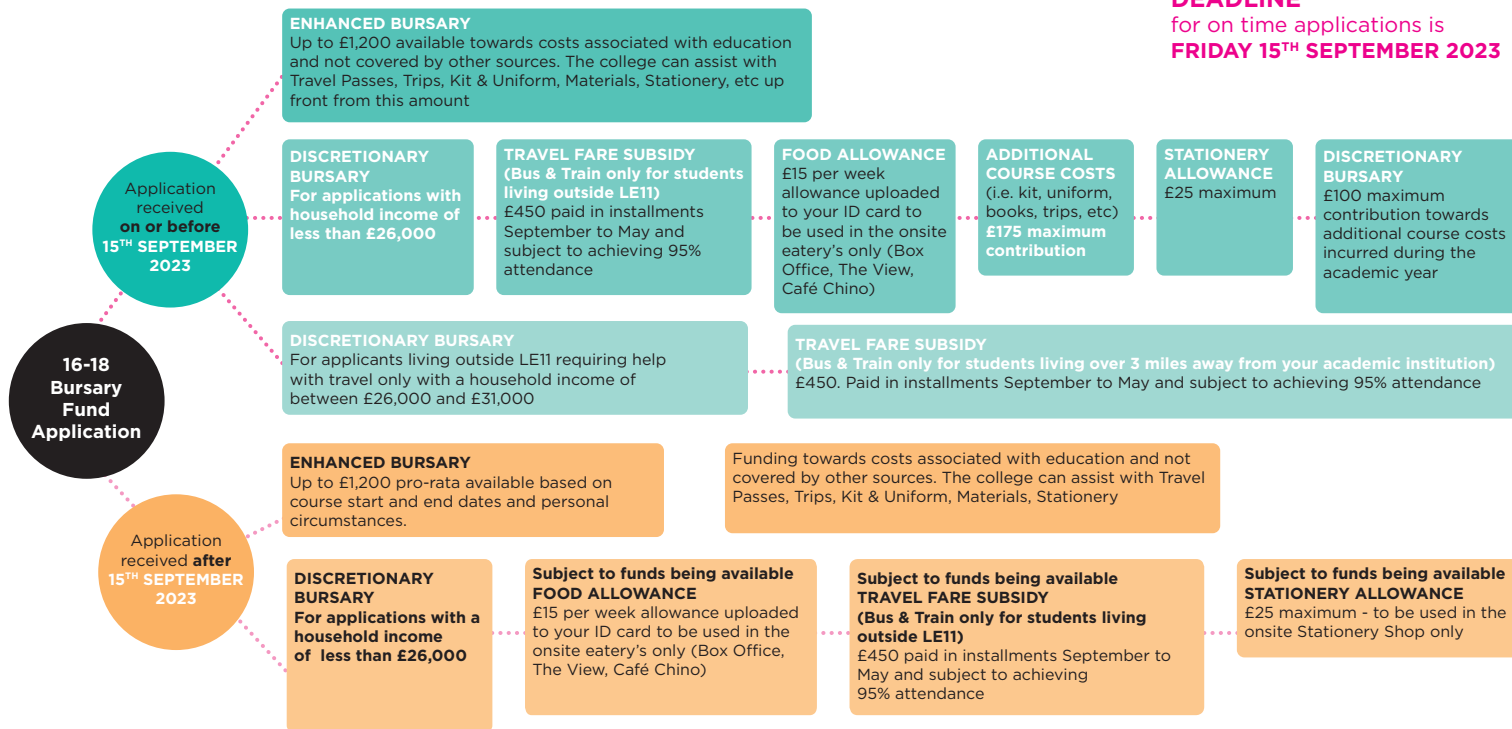 DEADLINE
for on time applications is
FRIDAY 15TH SEPTEMBER 2023
ENHANCED BURSARY
Up to £1,200 available towards costs associated with education
and not covered by other sources. The college can assist with
Travel Passes, Trips, Kit & Uniform, Materials, Stationery, etc up
front from this amount
Application
received
on or before
15TH SEPTEMBER
2023
DISCRETIONARY
BURSARY
For applications with
household income of
less than £26,000
TRAVEL FARE SUBSIDY
(Bus & Train only for students
living outside LE11)
£450 paid in installments
September to May and
subject to achieving 95%
attendance
FOOD ALLOWANCE
£15 per week
allowance uploaded
to your ID card to
be used in the onsite
eatery's only (Box
Office, The View,
Café Chino)
ADDITIONAL
COURSE COSTS
(i.e. kit, uniform,
books, trips, etc)
£175 maximum
contribution
STATIONERY
ALLOWANCE
£25 maximum
DISCRETIONARY
BURSARY
£100 maximum
contribution towards
additional course costs
incurred during the
academic year
DISCRETIONARY BURSARY
For applicants living outside LE11 requiring help
with travel only with a household income of
between £26,000 and £31,000
TRAVEL FARE SUBSIDY
(Bus & Train only for students living over 3 miles away from your academic institution)
£450. Paid in installments September to May and subject to achieving 95% attendance
16-18
Bursary
Fund
Application
ENHANCED BURSARY
Up to £1,200 pro-rata available based on
course start and end dates and personal
circumstances.
Funding towards costs associated with education and not
covered by other sources. The college can assist with Travel
Passes, Trips, Kit & Uniform, Materials, Stationery
Application
received after
15TH SEPTEMBER
2023
DISCRETIONARY
BURSARY
For applications with a
household income
of less than £26,000
Subject to funds being available
FOOD ALLOWANCE
£15 per week allowance uploaded
to your ID card to be used in the
onsite eatery's only (Box Office,
The View, Café Chino)
Subject to funds being available
TRAVEL FARE SUBSIDY
(Bus & Train only for students living
outside LE11)
£450 paid in installments September to
May and subject to achieving
95% attendance
Subject to funds being available
STATIONERY ALLOWANCE
£25 maximum - to be used in the
onsite Stationery Shop only